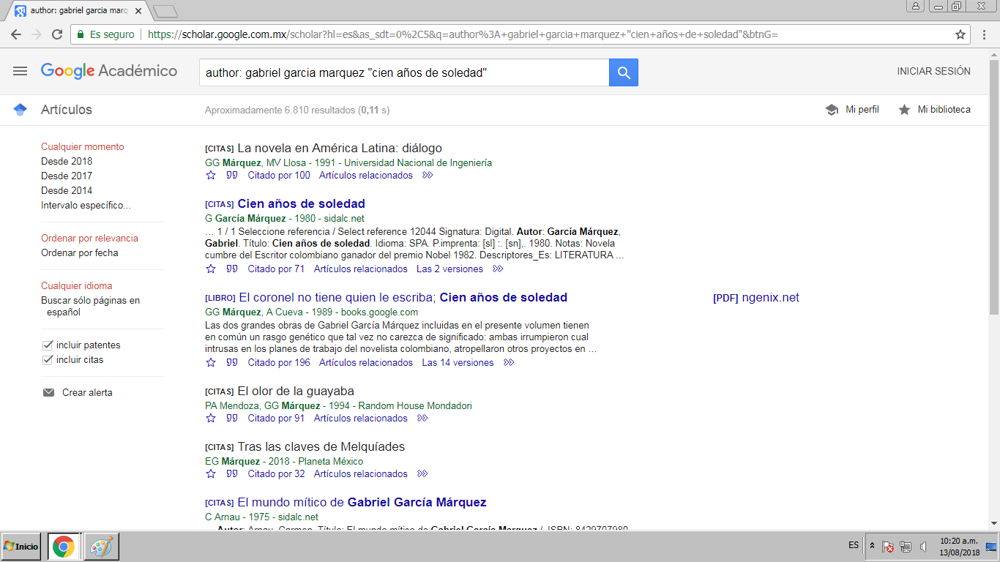 author: gabriel garcia marq
Es seguro https://scholar.google.com.mx/scholar?hl=es&as_sdt=0%2C5&q=author%3A+gabriel+garcia+marquez+"cien+años+de+soledad"&btnG=
Google Académico
author: gabriel garcia marquez "cien años de soledad"
INICIAR SESIÓN
Artículos
Aproximadamente 6.810 resultados (0,11 s)
Mi perfil
Mi biblioteca
Cualquier momento
Desde 2018
Desde 2017
Desde 2014
Intervalo específico...
Ordenar por relevancia
Ordenar por fecha
Cualquier idioma
Buscar sólo páginas en
español
incluir patentes
incluir citas
Crear alerta
[CITAS] La novela en América Latina: diálogo
GG Márquez, MV Llosa - 1991 - Universidad Nacional de Ingeniería
Citado por 100 Artículos relacionados
[CITAS] Cien años de soledad
G García Márquez - 1980 - sidalc.net
... 1 / 1 Seleccione referencia / Select reference 12044 Signatura: Digital. Autor: García Márquez,
Gabriel. Título: Cien años de soledad. Idioma: SPA. P.imprenta: [sl] :. [sn],. 1980. Notas: Novela
cumbre del Escritor colombiano ganador del premio Nobel 1982. Descriptores_Es: LITERATURA ...
Citado por 71 Artículos relacionados Las 2 versiones
[LIBRO] El coronel no tiene quien le escriba; Cien años de soledad
[PDF] ngenix.net
GG Márquez, A Cueva - 1989 - books.google.com
Las dos grandes obras de Gabriel García Márquez incluidas en el presente volumen tienen
en común un rasgo genético que tal vez no carezca de significado: ambas irrumpieron cual
intrusas en los planes de trabajo del novelista colombiano, atropellaron otros proyectos en ...
Citado por 196 Artículos relacionados Las 14 versiones
[CITAS] El olor de la guayaba
PA Mendoza, GG Márquez - 1994 - Random House Mondadori
Citado por 91 Artículos relacionados
[CITAS] Tras las claves de Melquíades
EG Márquez - 2018 - Planeta México
Citado por 32 Artículos relacionados
[CITAS] El mundo mítico de Gabriel García Márquez
C Arnau - 1975 - sidalc.net
Autor: Arnau, Carmen. Título: El mundo mítico de Gabriel García Marquez / ISBN: 8429707980
Inicio
ES
10:20 a.m.
13/08/2018